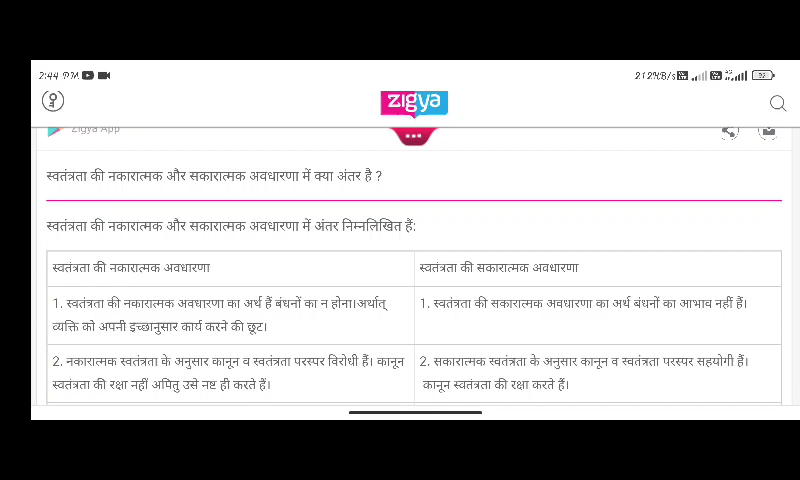 2:44 PM
212KB/s
92
zigya
Zigya App
स्वतंत्रता की नकारात्मक और सकारात्मक अवधारणा में क्या अंतर है ?
स्वतंत्रता की नकारात्मक और सकारात्मक अवधारणा में अंतर निम्नलिखित हैं:
स्वतंत्रता की नकारात्मक अवधारणा
स्वतंत्रता की सकारात्मक अवधारणा
1. स्वतंत्रता की नकारात्मक अवधारणा का अर्थ हैं बंधनों का न होना।अर्थात्
व्यक्ति को अपनी इच्छानुसार कार्य करने की छूट।
1. स्वतंत्रता की सकारात्मक अवधारणा का अर्थ बंधनों का आभाव नहीं हैं।
2. नकारात्मक स्वतंत्रता के अनुसार कानून व स्वतंत्रता परस्पर विरोधी हैं। कानून
स्वतंत्रता की रक्षा नहीं अपितु उसे नष्ट ही करते हैं।
2. सकारात्मक स्वतंत्रता के अनुसार कानून व स्वतंत्रता परस्पर सहयोगी हैं।
कानून स्वतंत्रता की रक्षा करते हैं।